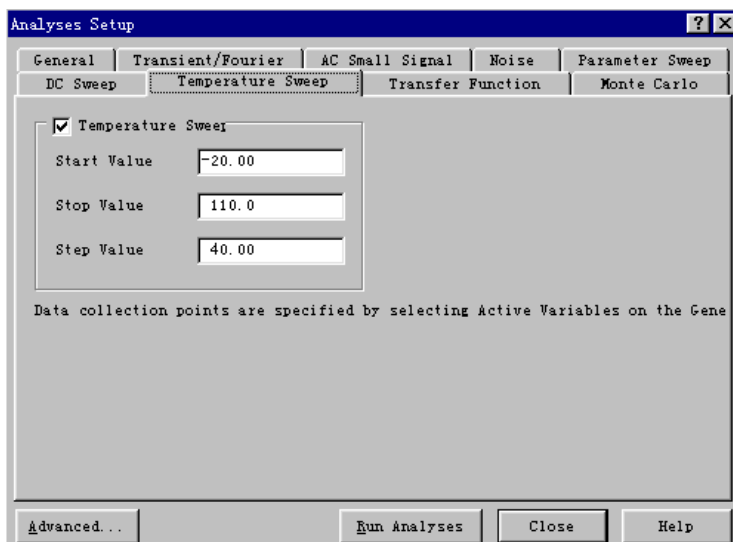 Analyses Setup
General Transient/Fourier AC Small Signal Noise Parameter Sweep
DC Sweep Temperature Sweep Transfer Function Monte Carlo
Temperature Sweep
Start Value -20.00
Stop Value 110.0
Step Value 40.00
Data collection points are specified by selecting Active Variables on the Gene
Advanced... Run Analyses Close Help